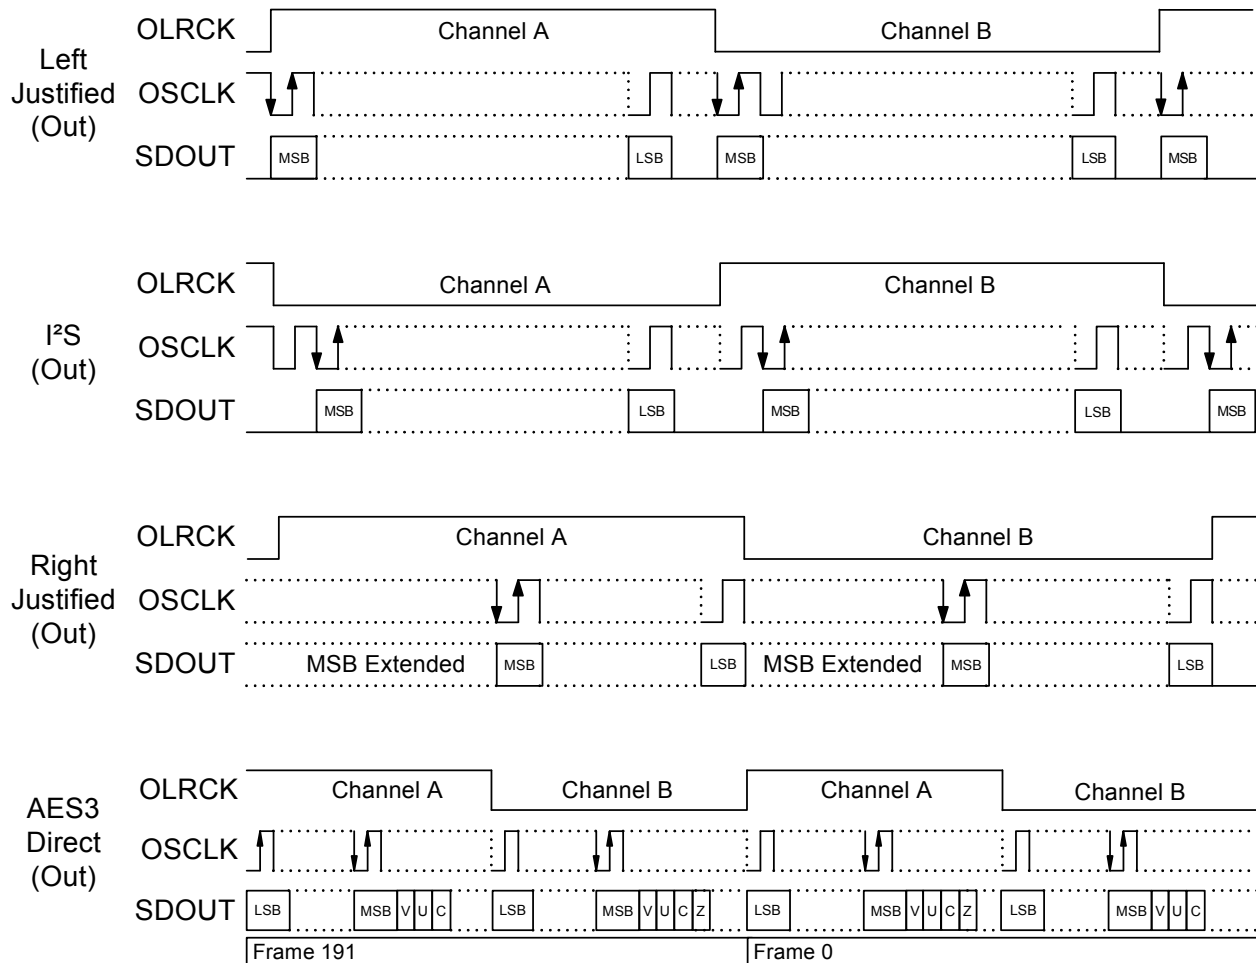 Left
Justified
(Out)
OLRCK
Channel A
Channel B
OSCLK
SDOUT
MSB
LSB
MSB
LSB
MSB
I²S
(Out)
OLRCK
Channel A
Channel B
OSCLK
SDOUT
MSB
LSB
MSB
LSB
MSB
Right
Justified
(Out)
OLRCK
Channel A
Channel B
OSCLK
SDOUT
MSB Extended
MSB
LSB
MSB Extended
MSB
LSB
AES3
Direct
(Out)
OLRCK
Channel A
Channel B
Channel A
Channel B
OSCLK
SDOUT
LSB
MSB V U C
LSB
MSB V U C Z
LSB
MSB V U C Z
LSB
MSB V U C
Frame 191
Frame 0